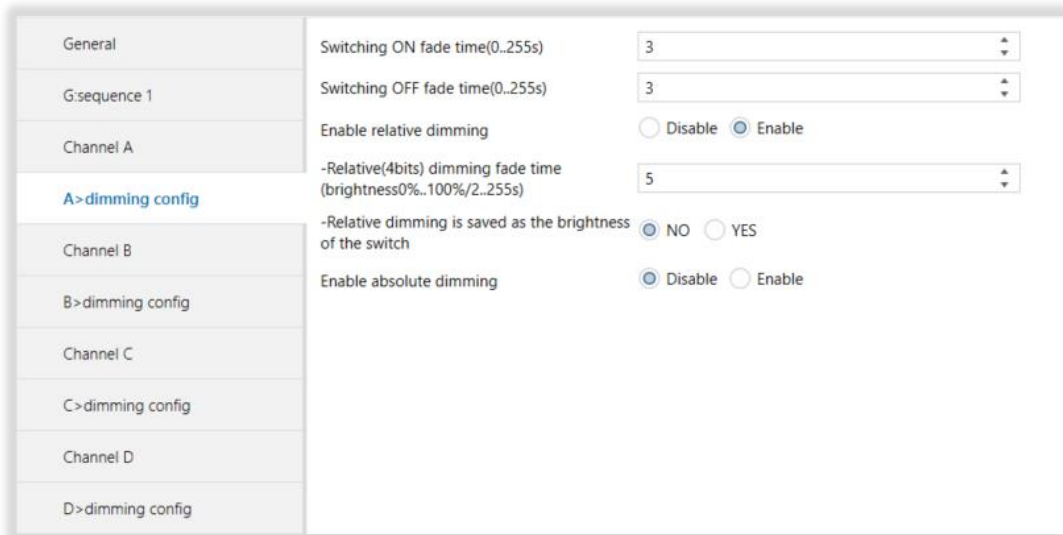 General
G:sequence 1
Channel A
A>dimming config
Channel B
B>dimming config
Channel C
C>dimming config
Channel D
D>dimming config
Switching ON fade time(0..255s) 3
Switching OFF fade time(0..255s) 3
Enable relative dimming Disable Enable
-Relative(4bits) dimming fade time
(brightness0%..100%/2..255s) 5
-Relative dimming is saved as the brightness
of the switch NO YES
Enable absolute dimming Disable Enable